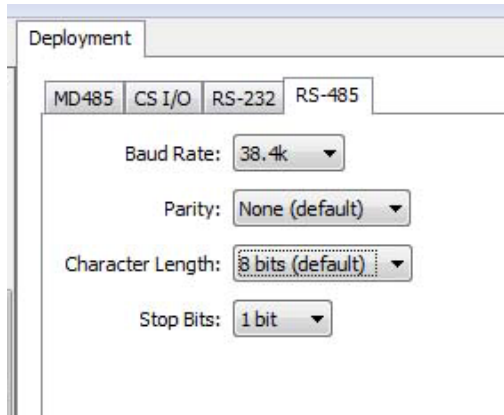 Deployment
MD485 CS I/O RS-232 RS-485
Baud Rate: 38.4k
Parity: None (default)
Character Length: 8 bits (default)
Stop Bits: 1 bit